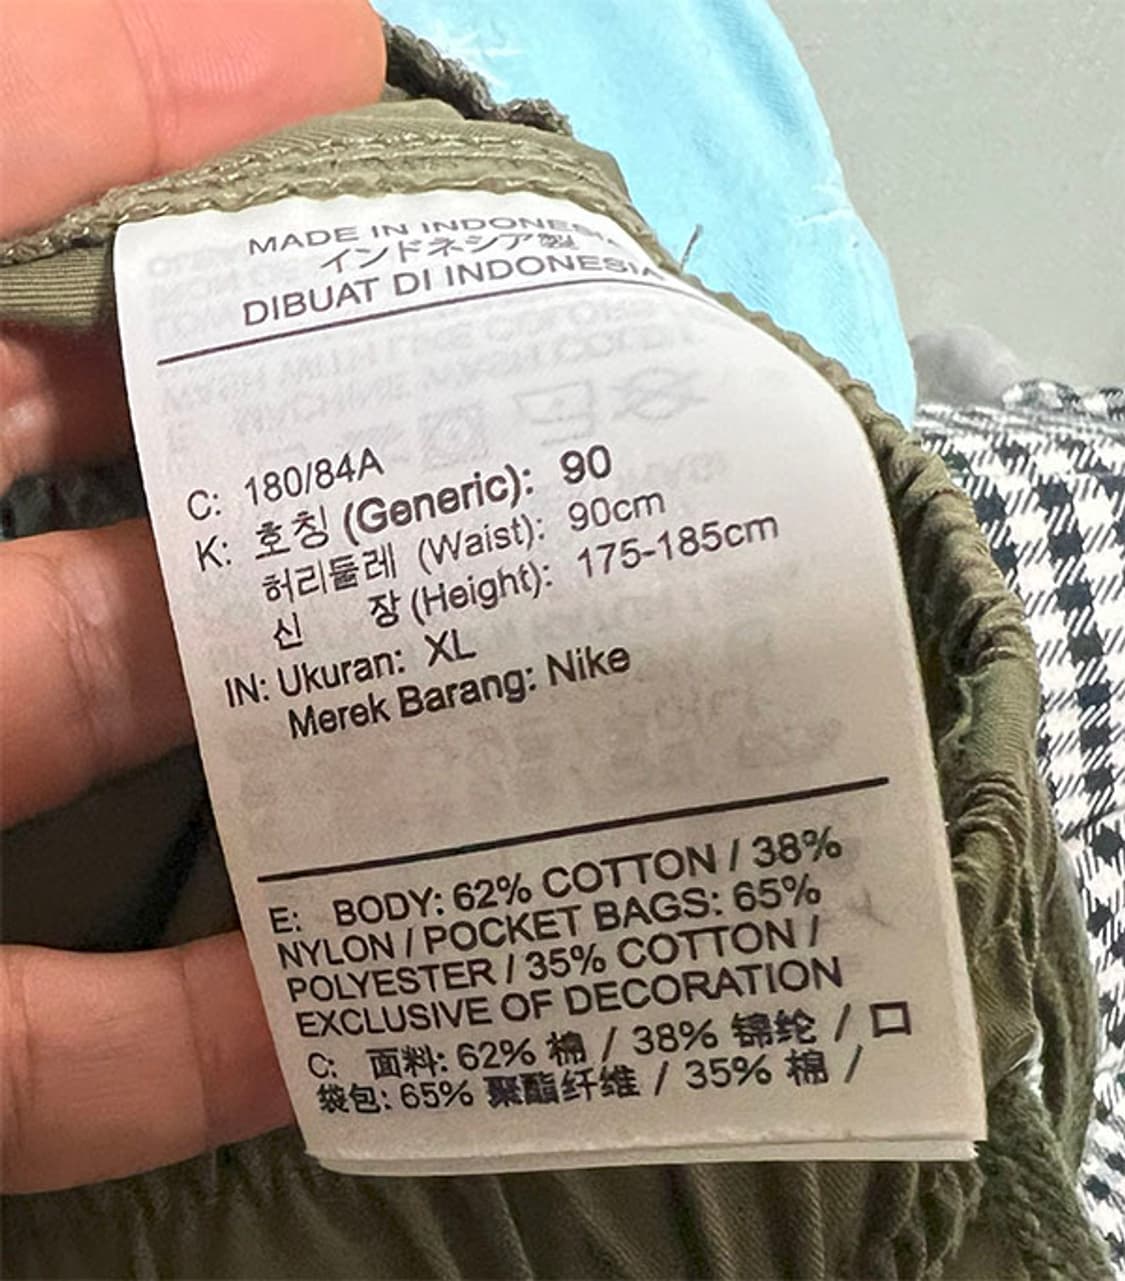 MADE IN INDONESIA
インドネシア製
DIBUAT DI INDONESIA
C: 180/84A
K: 호칭 (Generic): 90
허리둘레 (Waist): 90cm
신 장 (Height): 175-185cm
IN: Ukuran: XL
Merek Barang: Nike
E: BODY: 62% COTTON / 38%
NYLON / POCKET BAGS: 65%
POLYESTER / 35% COTTON /
EXCLUSIVE OF DECORATION
C: 面料: 62% 棉 / 38% 锦纶 / 口
袋包: 65% 聚酯纤维 / 35% 棉 /